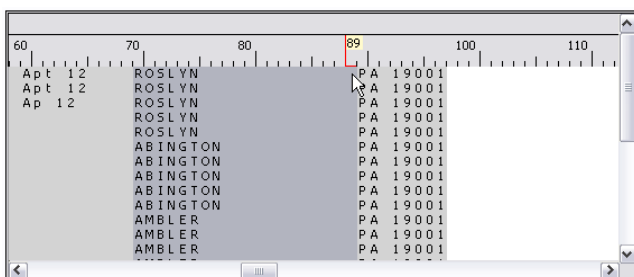 60 70 80 89 100 110
Apt 12 ROSLYN PA 19001
Apt 12 ROSLYN PA 19001
Ap 12 ROSLYN PA 19001
ROSLYN PA 19001
ROSLYN PA 19001
ABINGTON PA 19001
ABINGTON PA 19001
ABINGTON PA 19001
ABINGTON PA 19001
ABINGTON PA 19001
AMBLER PA 19001
AMBLER PA 19001
AMBLER PA 19001